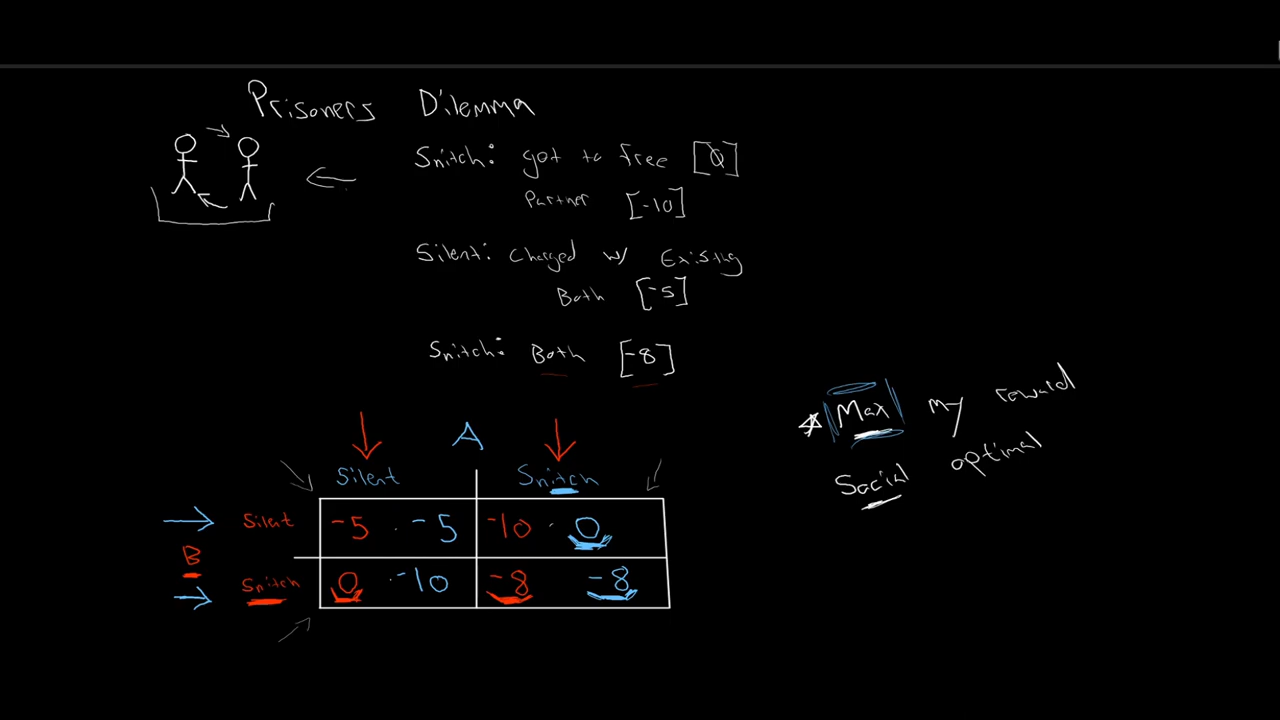 Prisoners Dilemma
Snitch: got to free [0]
Partner [-10]
Silent: Charged w/ Existing
Both [-5]
Snitch: Both [-8]
Max my reward
Social optimal
A
Silent Snitch
Silent -5 -5 -10 0
B
Snitch 0 -10 -8 -8